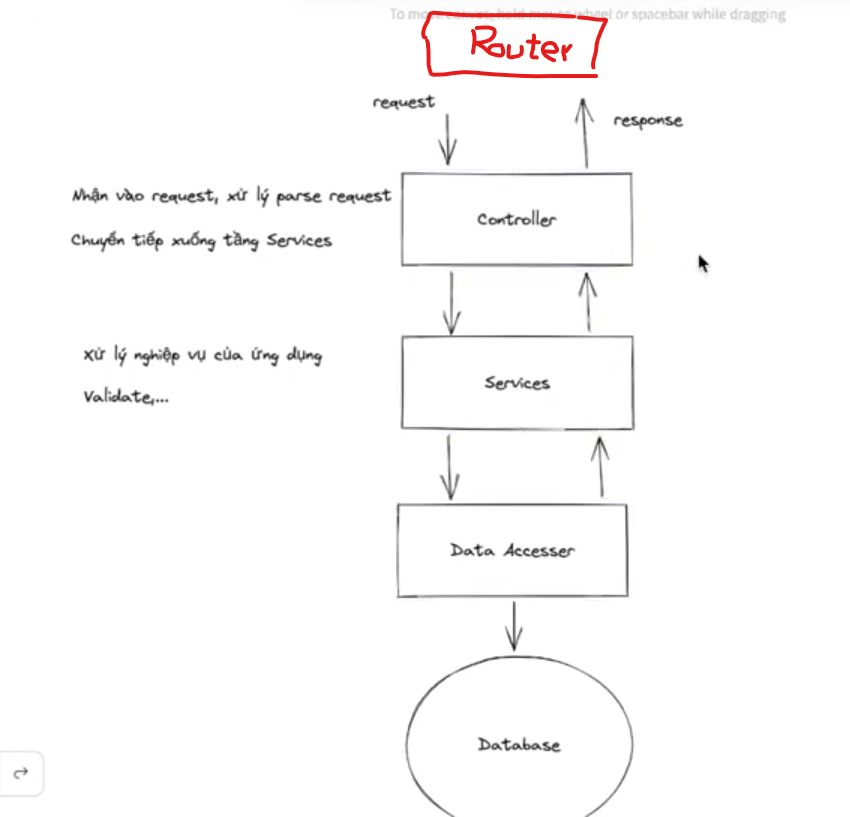 To move canvas, hold mouse wheel or spacebar while dragging
Router
request
response
Nhận vào request, xử lý parse request
Controller
Chuyển tiếp xuống tầng Services
Xử lý nghiệp vụ của ứng dụng
Services
Validate,...
Data Accesser
Database